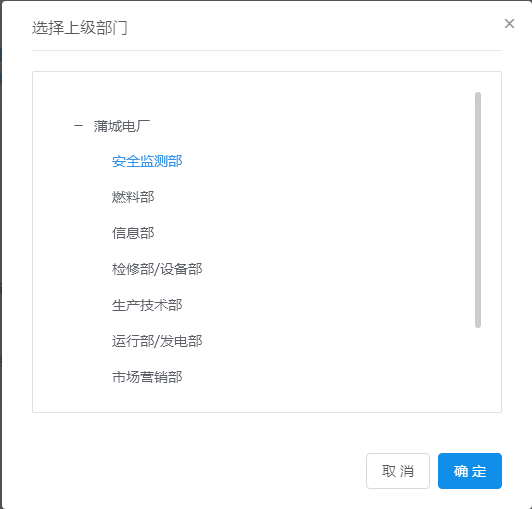 选择上级部门
蒲城电厂
安全监测部
燃料部
信息部
检修部/设备部
生产技术部
运行部/发电部
市场营销部
取 消 确 定